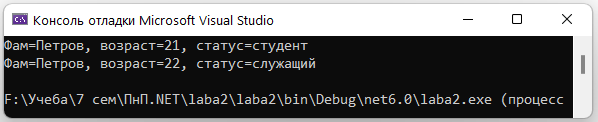 Консоль отладки Microsoft Visual Studio
Фам=Петров, возраст=21, статус=студент
Фам=Петров, возраст=22, статус=служащий
F:\Учеба\7 сем\ПнП.NET\laba2\laba2\bin\Debug\net6.0\laba2.exe (процесс